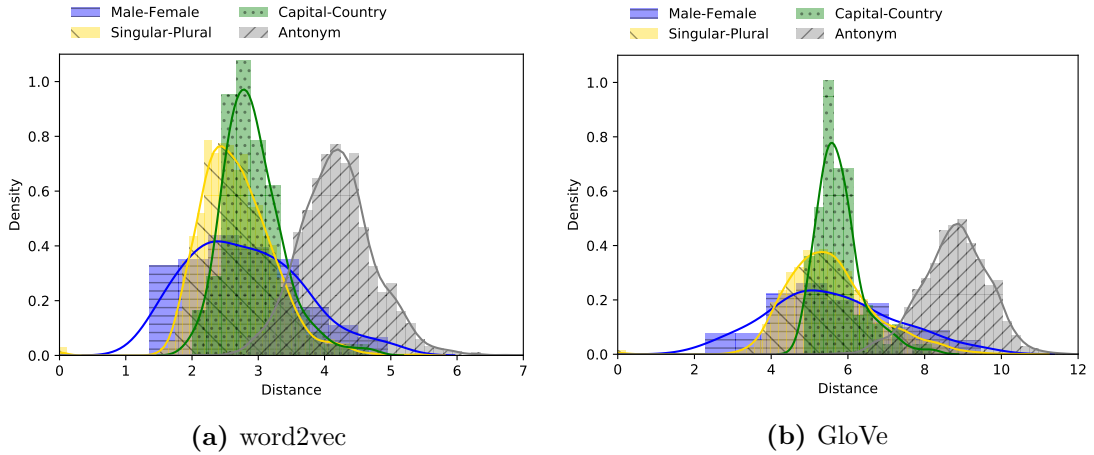 Male-Female Capital-Country
Singular-Plural Antonym
Density
1.0
0.8
0.6
0.4
0.2
0.0
0 1 2 3 4 5 6 7
Distance
(a) word2vec
Male-Female Capital-Country
Singular-Plural Antonym
Density
1.0
0.8
0.6
0.4
0.2
0.0
0 2 4 6 8 10 12
Distance
(b) GloVe